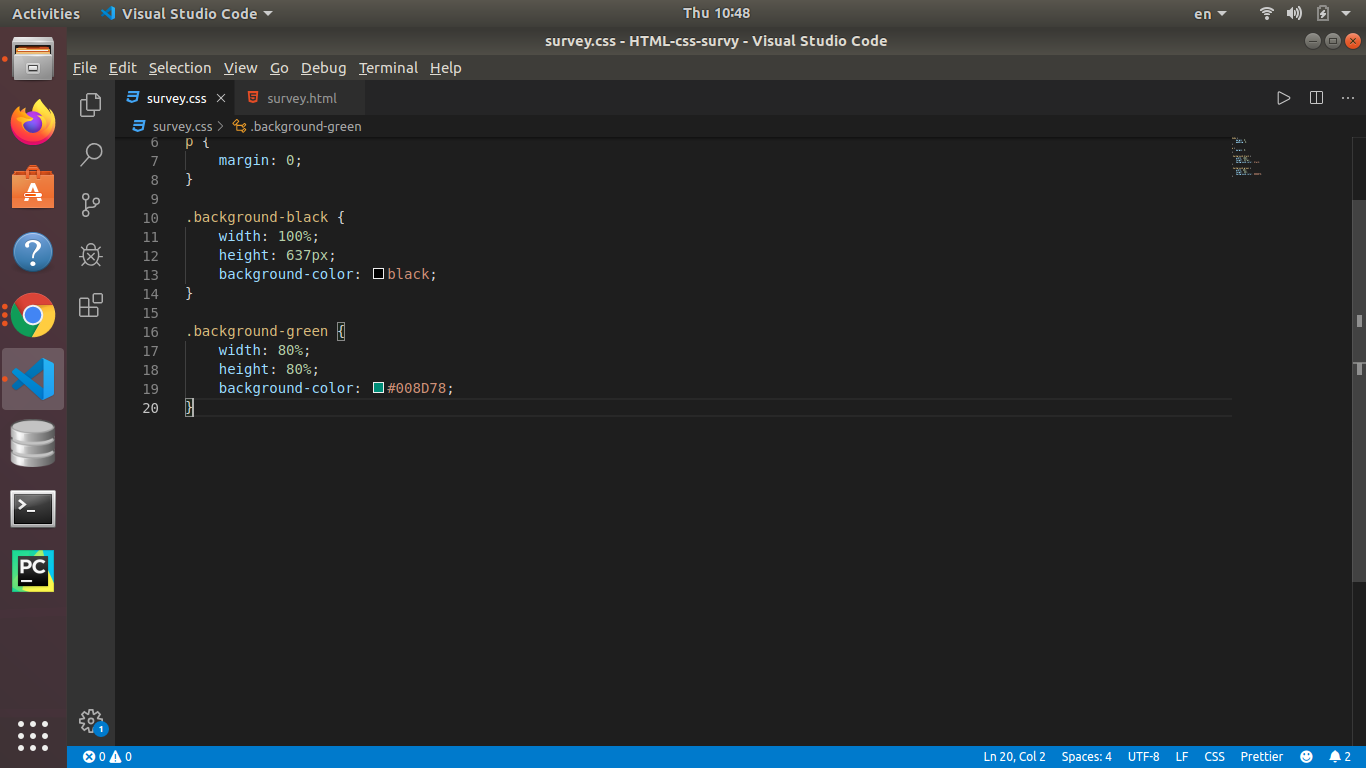 Activities Visual Studio Code Thu 10:48 en
survey.css - HTML-css-survy - Visual Studio Code
File Edit Selection View Go Debug Terminal Help
survey.css survey.html
survey.css > .background-green
6 p {
7 margin: 0;
8 }
9
10 .background-black {
11 width: 100%;
12 height: 637px;
13 background-color: black;
14 }
15
16 .background-green {
17 width: 80%;
18 height: 80%;
19 background-color: #008D78;
20 }
PC
1
0 0 Ln 20, Col 2 Spaces: 4 UTF-8 LF CSS Prettier 2